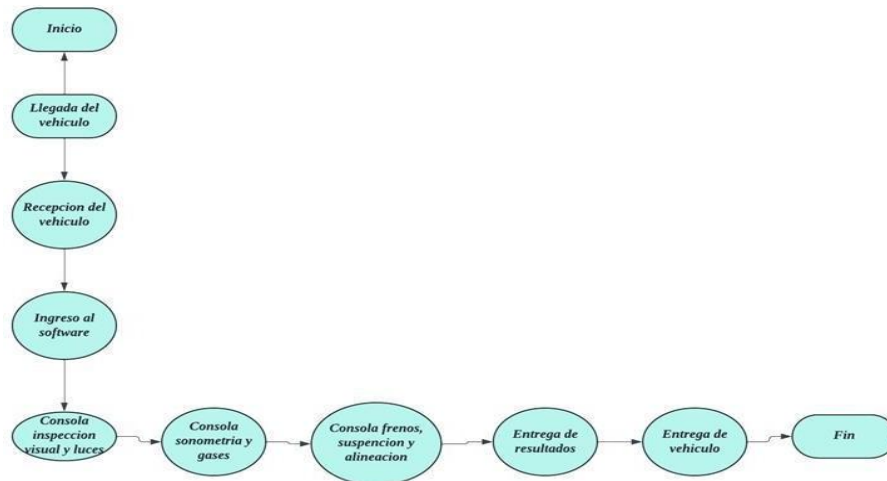 Inicio
Llegada del
vehiculo
Recepcion del
vehiculo
Ingreso al
software
Consola
inspeccion
visual y luces
Consola
sonometria y
gases
Consola frenos,
suspencion y
alineacion
Entrega de
resultados
Entrega de
vehiculo
Fin